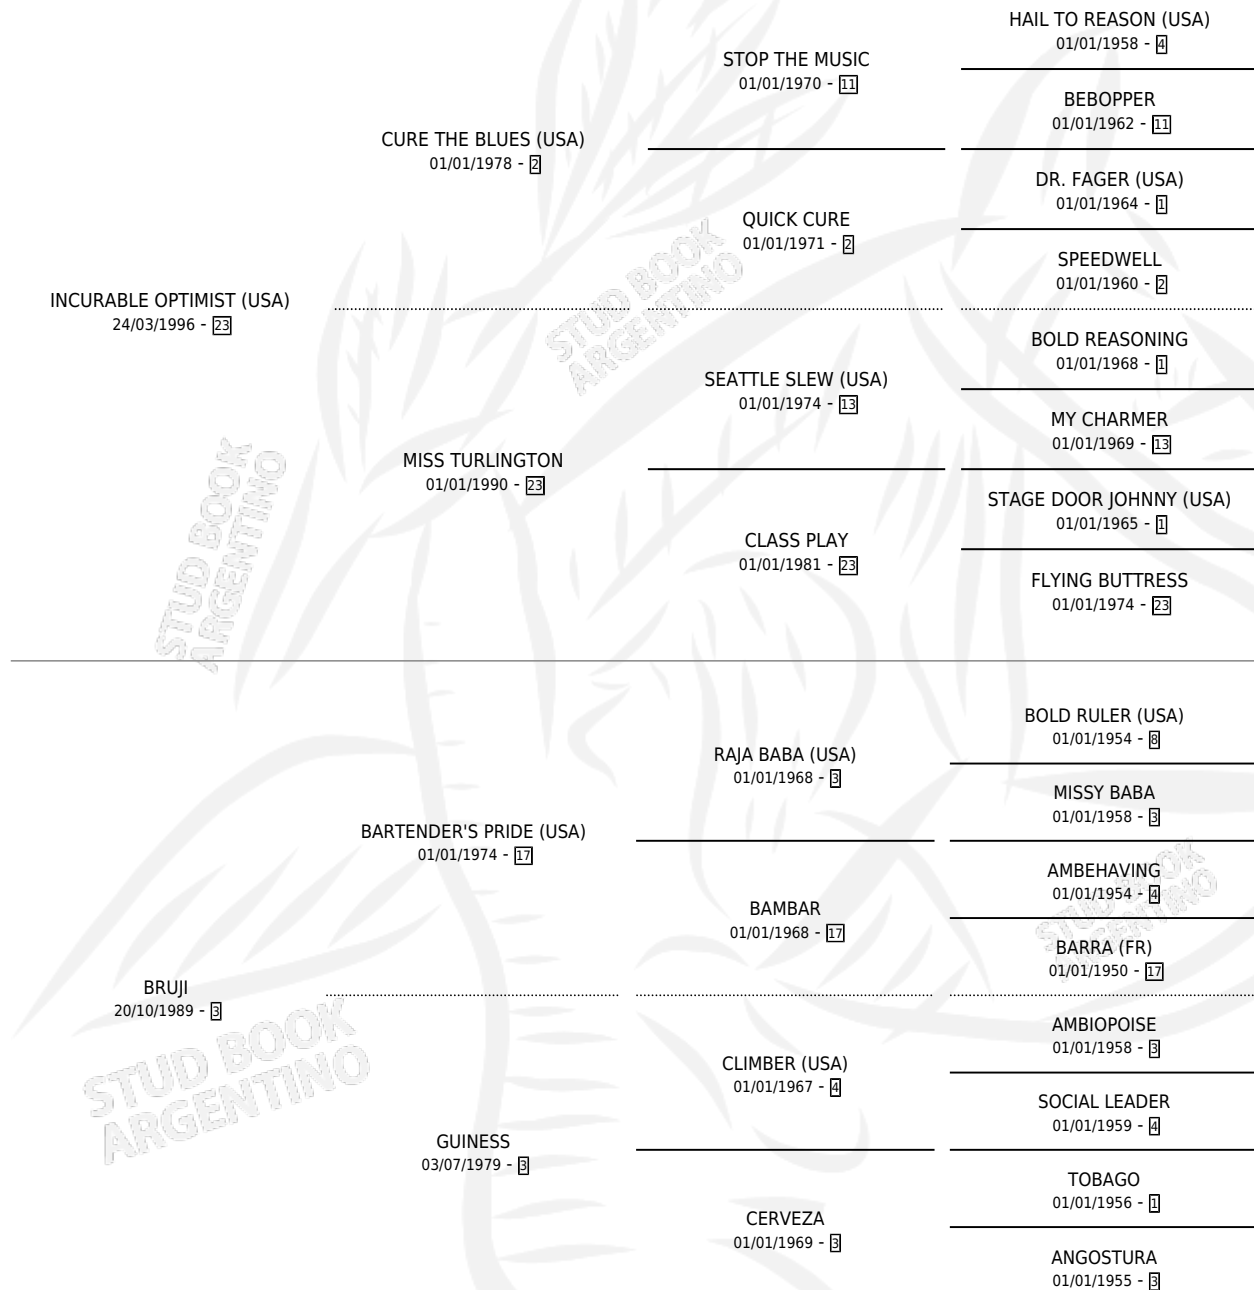 HAIL TO REASON (USA)
01/01/1958 - 4
STOP THE MUSIC
01/01/1970 - 11
BEBOPPER
01/01/1962 - 11
CURE THE BLUES (USA)
01/01/1978 - 2
DR. FAGER (USA)
01/01/1964 - 1
QUICK CURE
01/01/1971 - 2
SPEEDWELL
01/01/1960 - 2
INCURABLE OPTIMIST (USA)
24/03/1996 - 23
BOLD REASONING
01/01/1968 - 1
SEATTLE SLEW (USA)
01/01/1974 - 13
MY CHARMER
01/01/1969 - 13
MISS TURLINGTON
01/01/1990 - 23
STAGE DOOR JOHNNY (USA)
01/01/1965 - 1
CLASS PLAY
01/01/1981 - 23
FLYING BUTTRESS
01/01/1974 - 23
BOLD RULER (USA)
01/01/1954 - 8
RAJA BABA (USA)
01/01/1968 - 3
MISSY BABA
01/01/1958 - 3
BARTENDER'S PRIDE (USA)
01/01/1974 - 17
AMBEHAVING
01/01/1954 - 4
BAMBAR
01/01/1968 - 17
BARRA (FR)
01/01/1950 - 17
BRUJI
20/10/1989 - 3
AMBIOPOISE
01/01/1958 - 3
CLIMBER (USA)
01/01/1967 - 4
SOCIAL LEADER
01/01/1959 - 4
GUINESS
03/07/1979 - 3
TOBAGO
01/01/1956 - 1
CERVEZA
01/01/1969 - 3
ANGOSTURA
01/01/1955 - 3
STUD BOOK
ARGENTINO
STUD BOOK
ARGENTINO
STUD BOOK
ARGENTINO
STUD BOOK
ARGENTINO